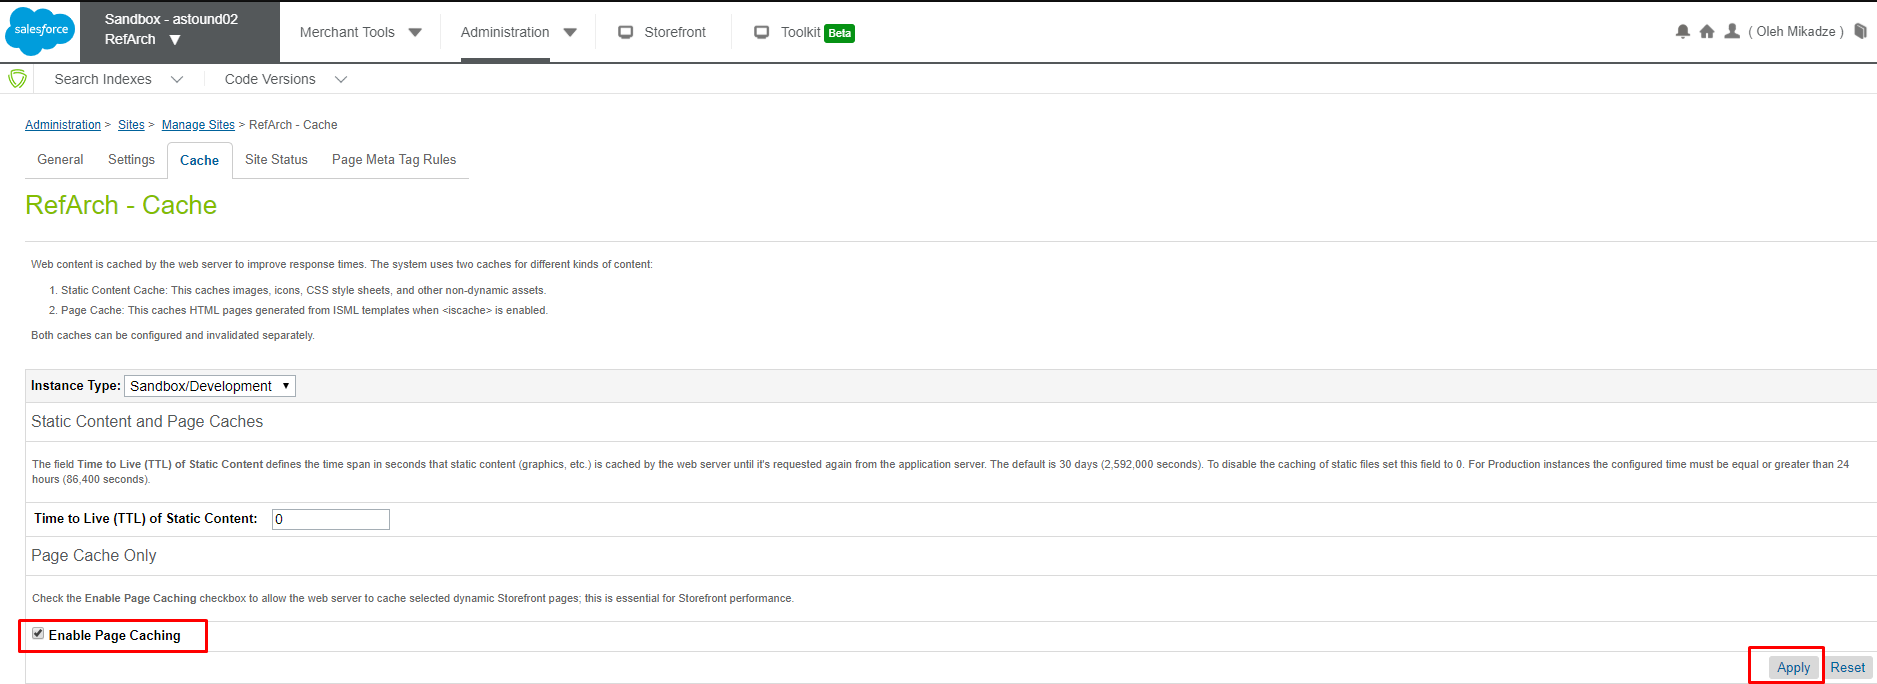 salesforce
Sandbox - astound02
RefArch
Merchant Tools
Administration
Storefront
Toolkit Beta
( Oleh Mikadze )
Search Indexes
Code Versions
Administration > Sites > Manage Sites > RefArch - Cache
General
Settings
Cache
Site Status
Page Meta Tag Rules
RefArch - Cache
Web content is cached by the web server to improve response times. The system uses two caches for different kinds of content:
1. Static Content Cache: This caches images, icons, CSS style sheets, and other non-dynamic assets.
2. Page Cache: This caches HTML pages generated from ISML templates when <iscache> is enabled.
Both caches can be configured and invalidated separately.
Instance Type: Sandbox/Development
Static Content and Page Caches
The field Time to Live (TTL) of Static Content defines the time span in seconds that static content (graphics, etc.) is cached by the web server until it's requested again from the application server. The default is 30 days (2,592,000 seconds). To disable the caching of static files set this field to 0. For Production instances the configured time must be equal or greater than 24
hours (86,400 seconds).
Time to Live (TTL) of Static Content: 0
Page Cache Only
Check the Enable Page Caching checkbox to allow the web server to cache selected dynamic Storefront pages; this is essential for Storefront performance.
Enable Page Caching
Apply
Reset